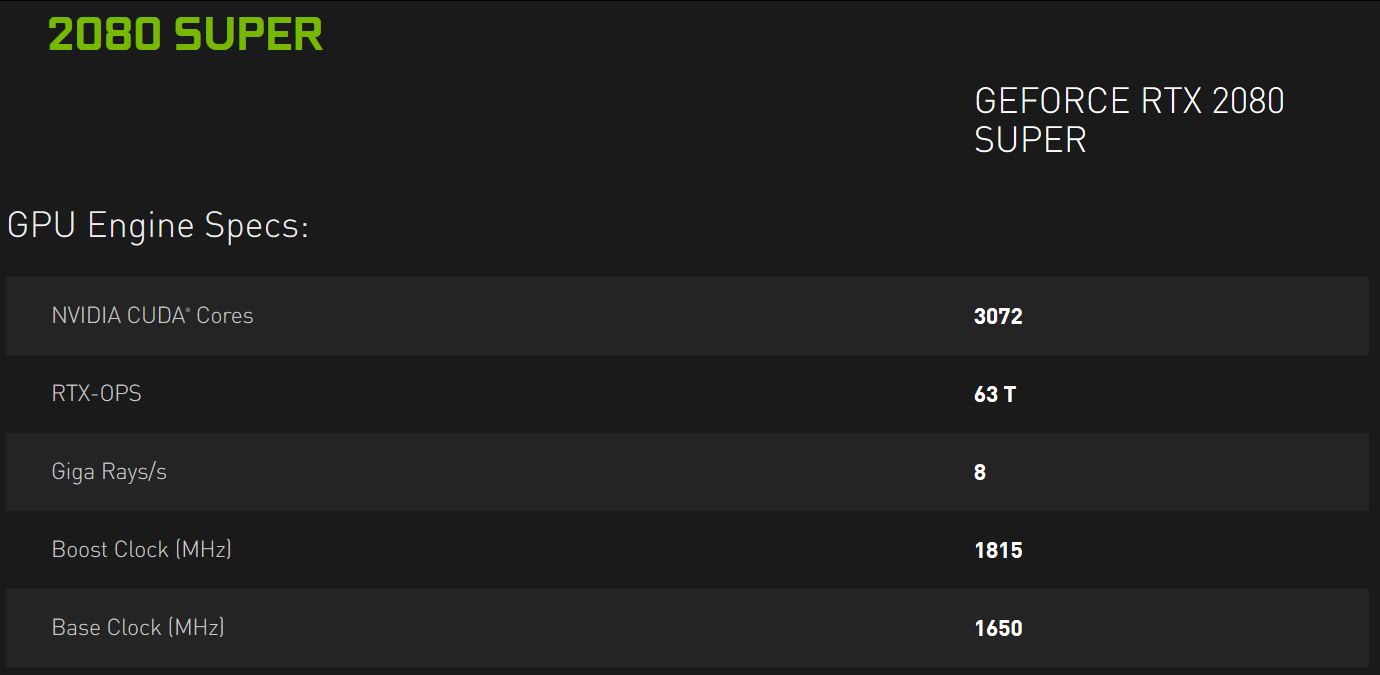 2080 SUPER
GEFORCE RTX 2080
SUPER
GPU Engine Specs:
NVIDIA CUDA® Cores 3072
RTX-OPS 63 T
Giga Rays/s 8
Boost Clock (MHz) 1815
Base Clock (MHz) 1650